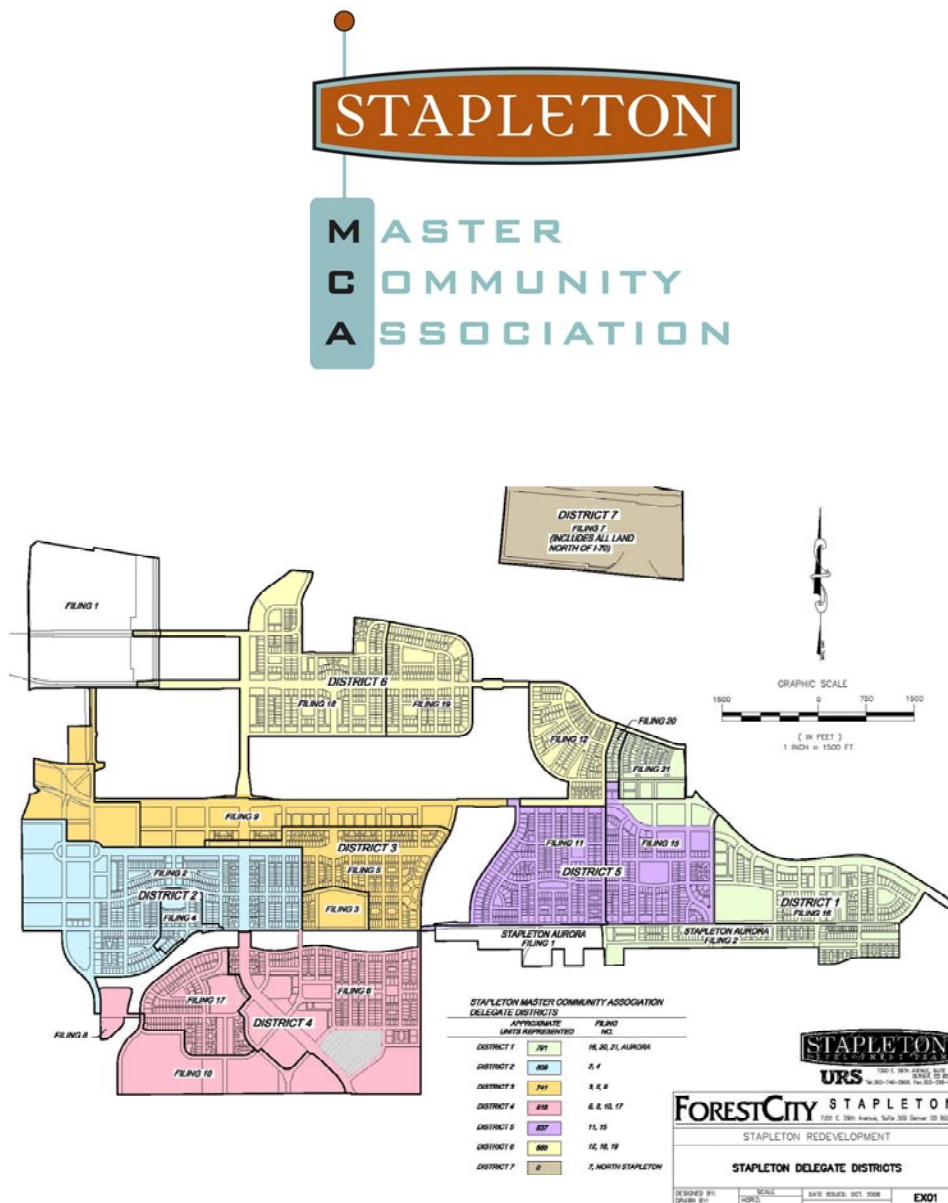 STAPLETON
MASTER
COMMUNITY
ASSOCIATION
DISTRICT 7
FILING 7
(INCLUDES ALL LAND
NORTH OF I-70)
FILING 1
DISTRICT 6
FILING 18
FILING 19
FILING 12
FILING 20
FILING 21
GRAPHIC SCALE
1500 0 750 1500
( IN FEET )
1 INCH = 1500 FT.
FILING 9
DISTRICT 3
FILING 5
FILING 3
FILING 2
DISTRICT 2
FILING 4
FILING 11
FILING 15
DISTRICT 5
DISTRICT 1
FILING 16
STAPLETON AURORA
FILING 1
STAPLETON AURORA
FILING 2
FILING 17
FILING 6
DISTRICT 4
FILING 8
FILING 10
STAPLETON MASTER COMMUNITY ASSOCIATION
DELEGATE DISTRICTS
APPROXIMATE FILING
UNITS REPRESENTED NO.
DISTRICT 1 791 16, 20, 21, AURORA
DISTRICT 2 2, 4
DISTRICT 3 741
DISTRICT 4 6, 8, 10, 17
DISTRICT 5 837 11, 15
DISTRICT 6 12, 18, 19
DISTRICT 7 0 7, NORTH STAPLETON
STAPLETON
URS
FORESTCITY STAPLETON
STAPLETON REDEVELOPMENT
STAPLETON DELEGATE DISTRICTS
DESIGNED BY: SCALE DATE ISSUED: OCT. 2006
DRAWN BY: HORIZ. EX01